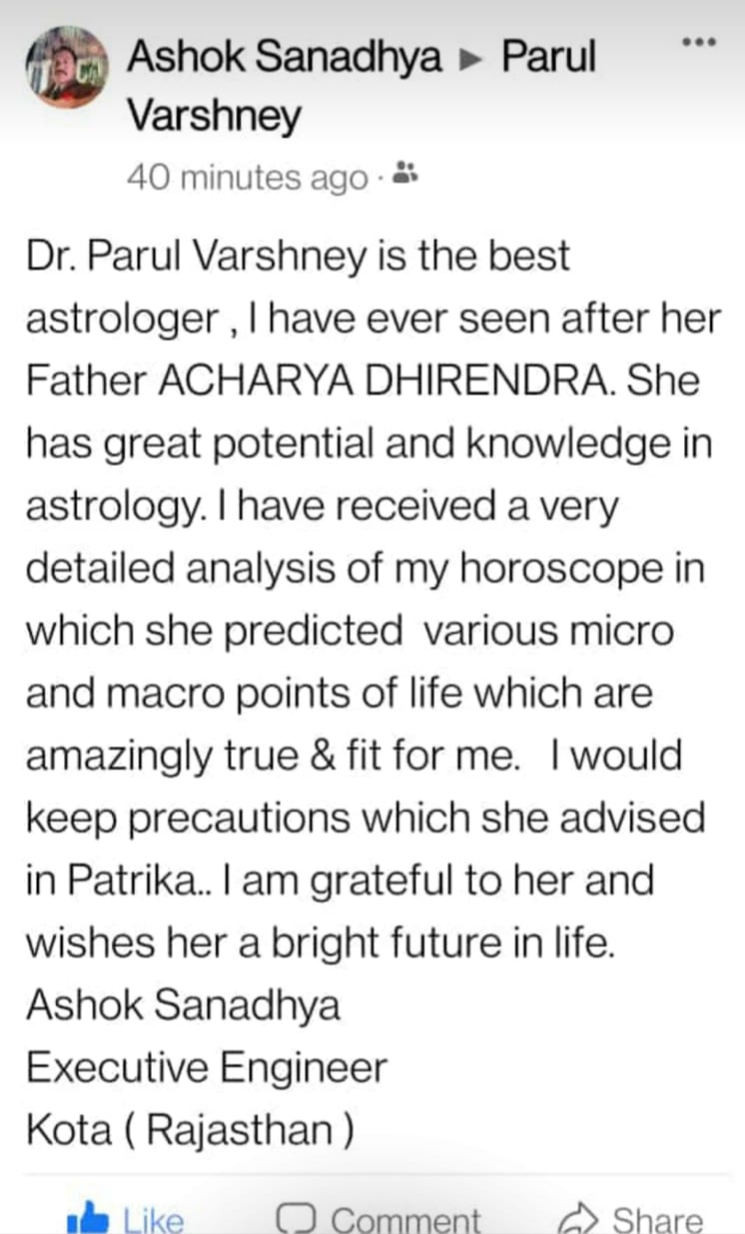 Ashok Sanadhya ▸ Parul
Varshney
40 minutes ago ·
Dr. Parul Varshney is the best
astrologer , I have ever seen after her
Father ACHARYA DHIRENDRA. She
has great potential and knowledge in
astrology. I have received a very
detailed analysis of my horoscope in
which she predicted  various micro
and macro points of life which are
amazingly true & fit for me.   I would
keep precautions which she advised
in Patrika.. I am grateful to her and
wishes her a bright future in life.
Ashok Sanadhya
Executive Engineer
Kota ( Rajasthan )
Like Comment Share